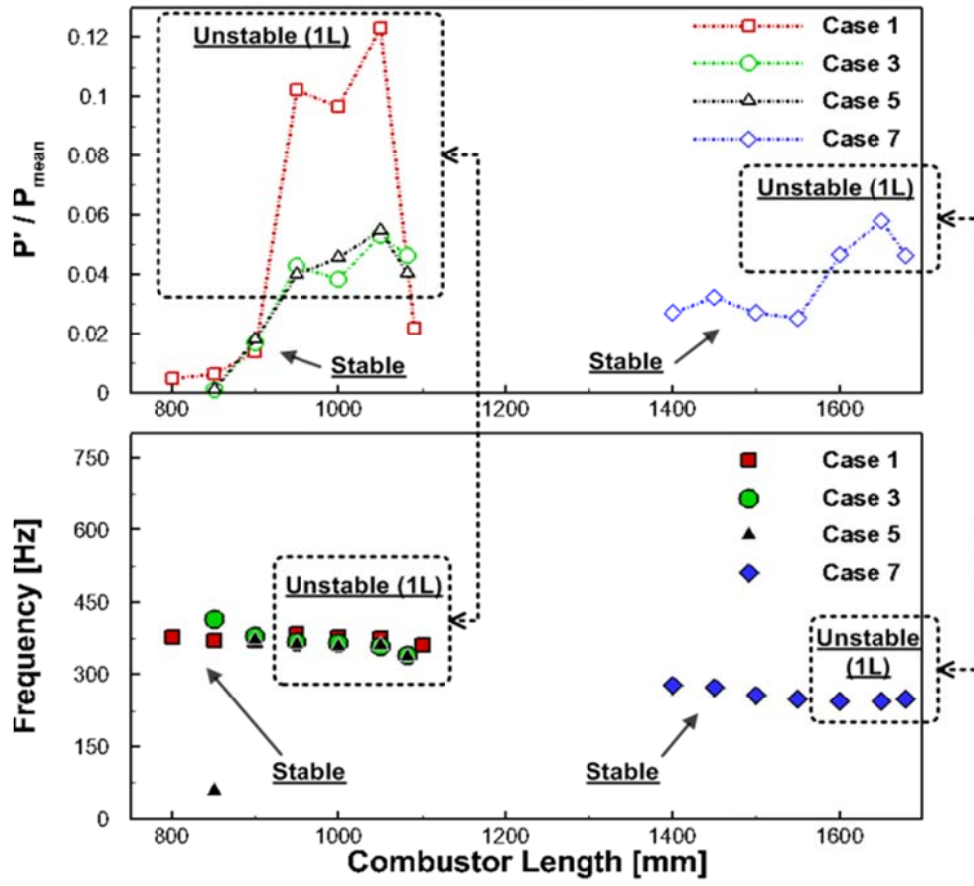 0.12
Unstable (1L)
Case 1
Case 3
0.1
Case 5
Case 7
0.08
P' / P mean
Unstable (1L)
0.06
0.04
0.02
Stable
Stable
0
800
1000
1200
1400
1600
750
Case 1
Case 3
600
Case 5
Case 7
Frequency [Hz]
450
Unstable (1L)
Unstable
(1L)
300
150
Stable
Stable
0
800
1000
1200
1400
1600
Combustor Length [mm]